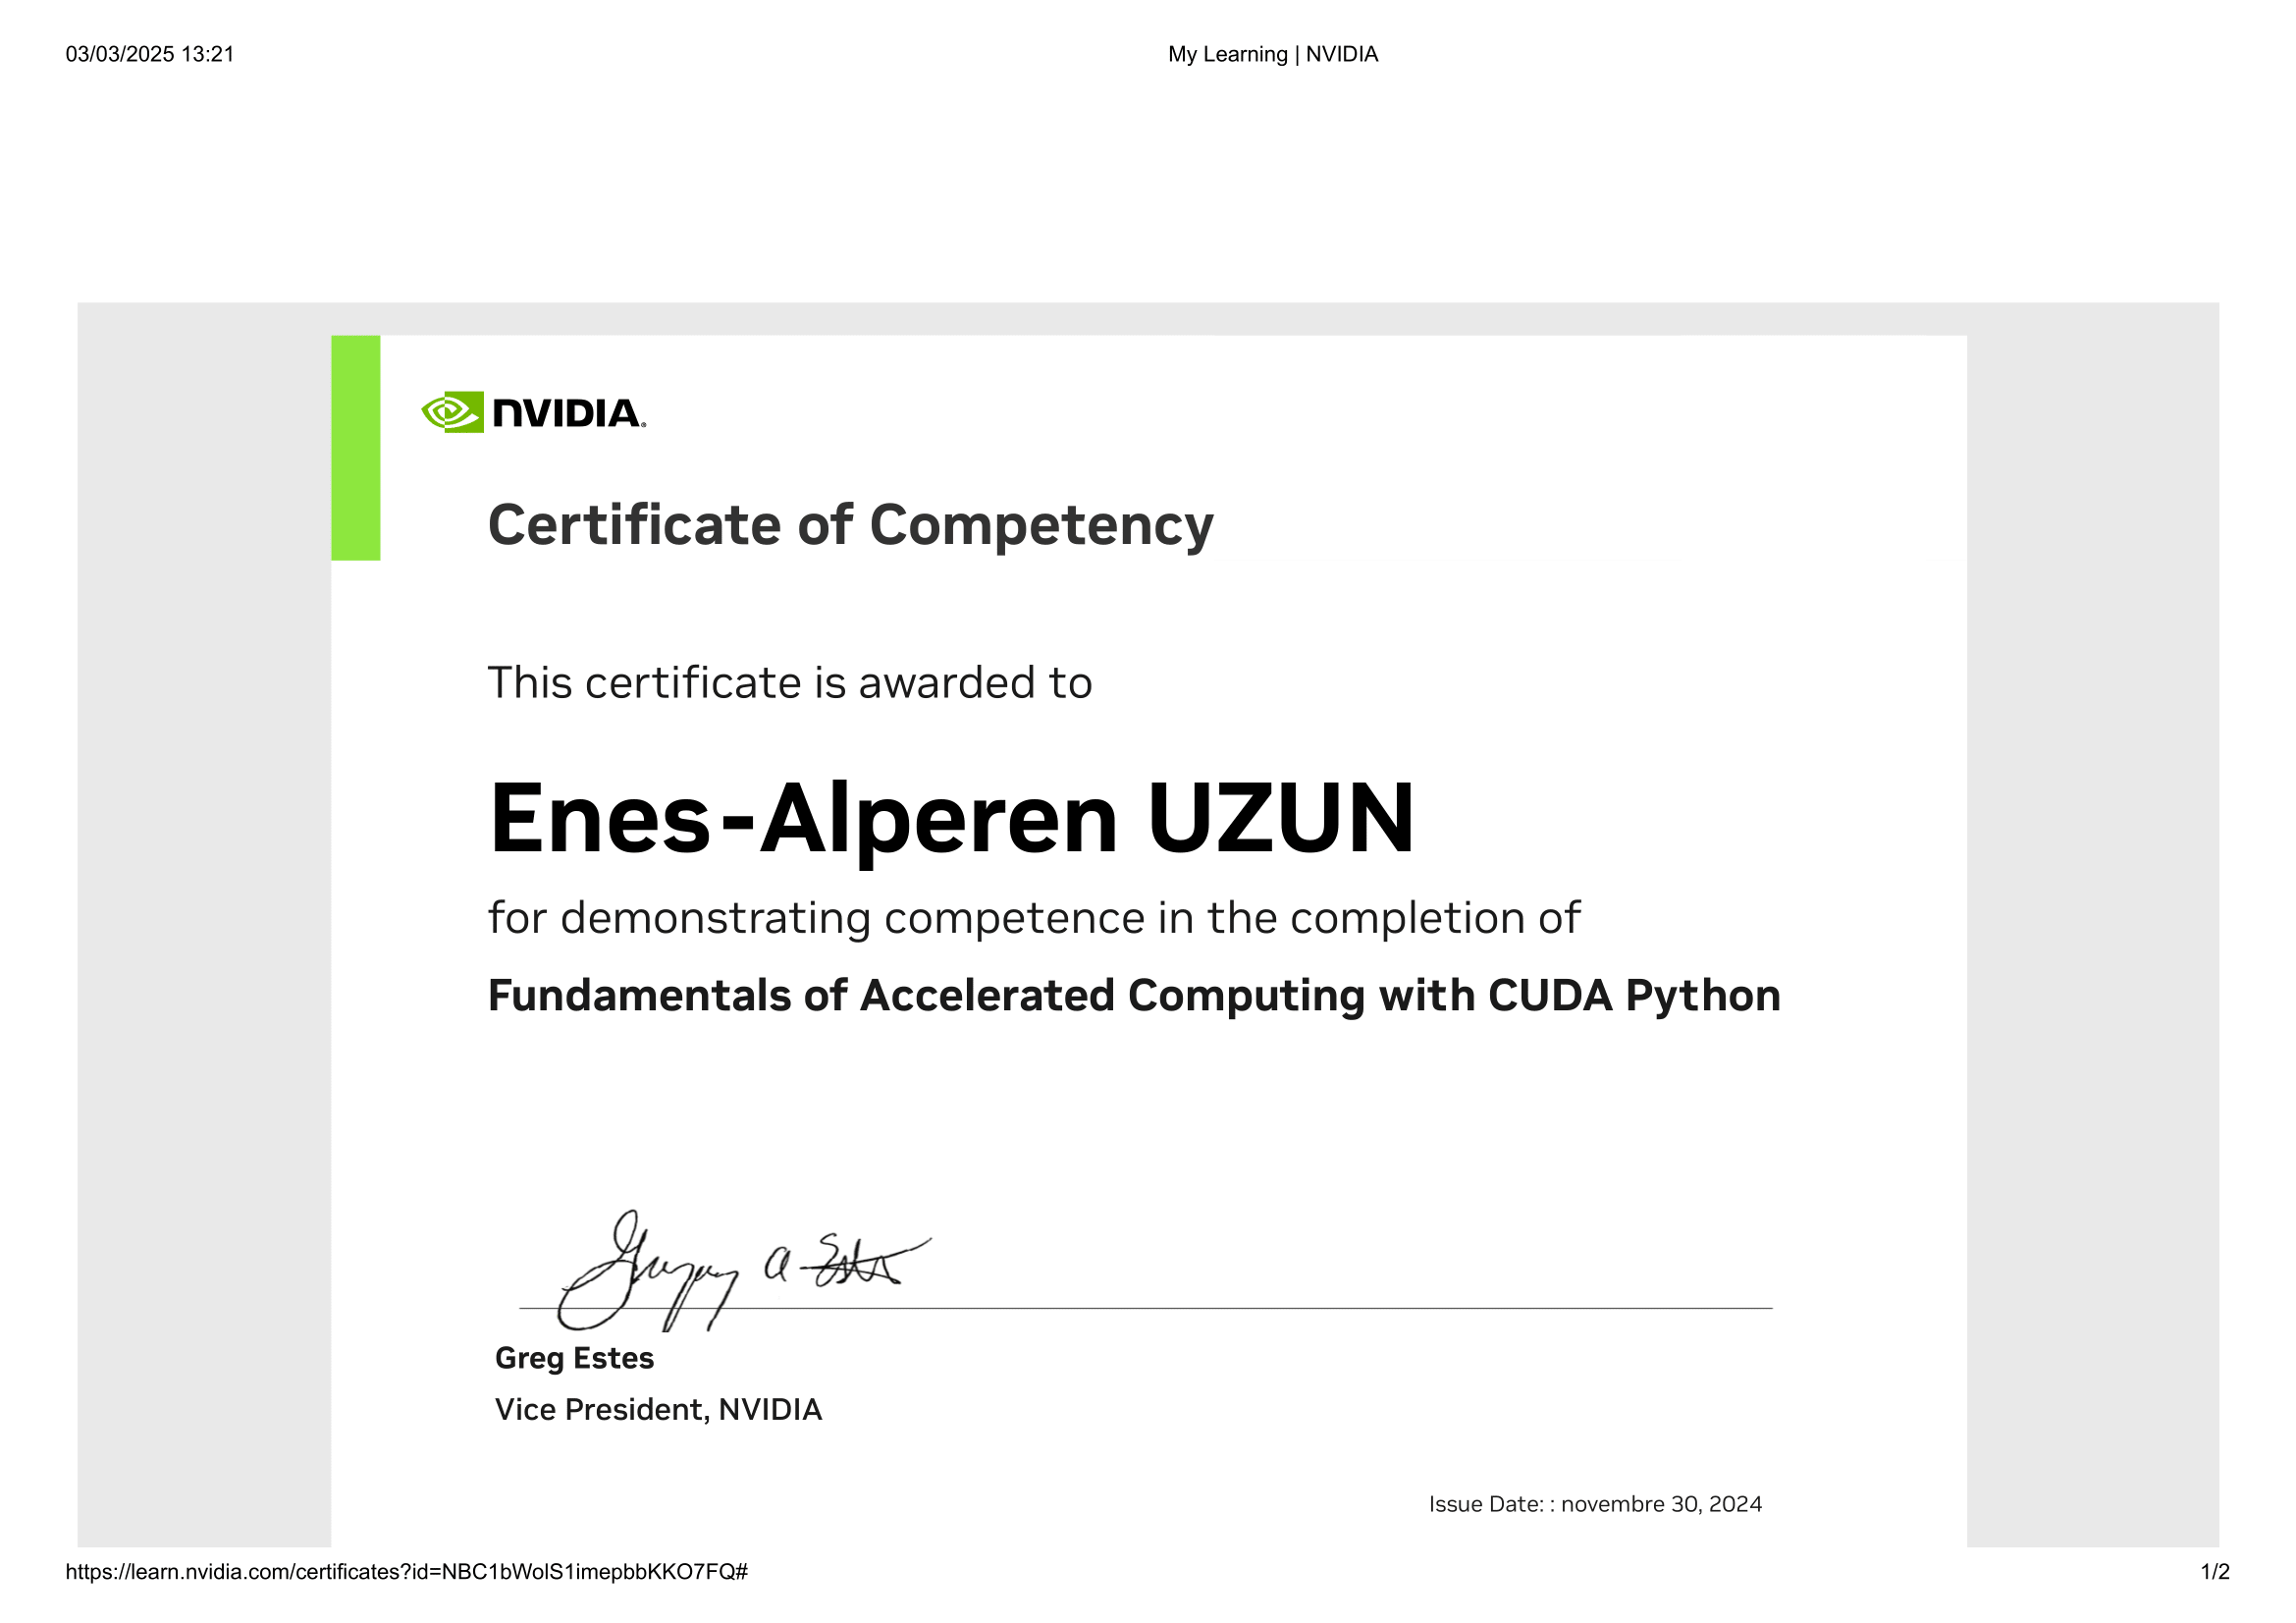 03/03/2025 13:21
My Learning | NVIDIA
NVIDIA®
Certificate of Competency
This certificate is awarded to
Enes-Alperen UZUN
for demonstrating competence in the completion of
Fundamentals of Accelerated Computing with CUDA Python
Gregory A Estes
Greg Estes
Vice President, NVIDIA
Issue Date: : novembre 30, 2024
https://learn.nvidia.com/certificates?id=NBC1bWolS1imepbbKKO7FQ#
1/2